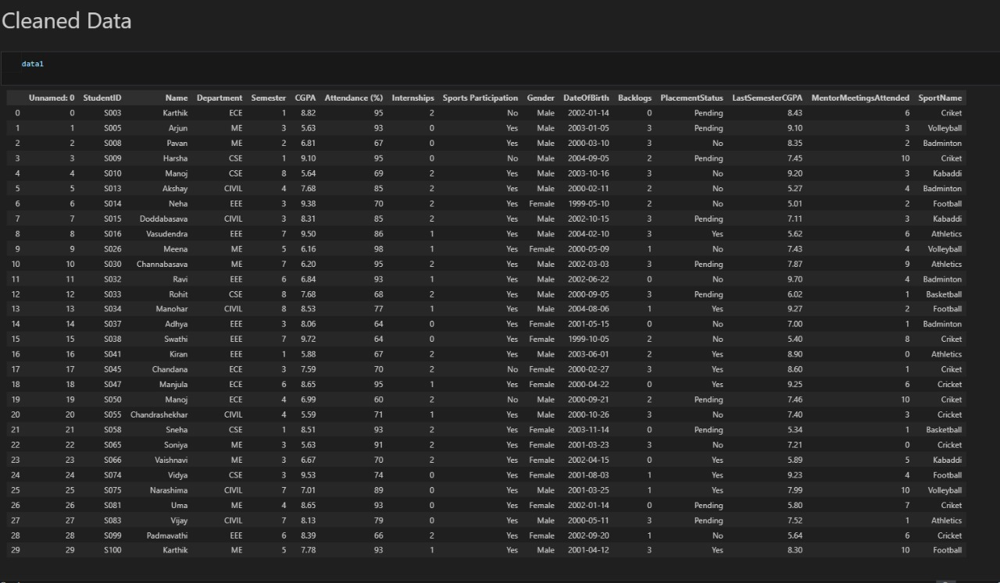 Cleaned Data
data1
Unnamed: 0 StudentID Name Department Semester CGPA Attendance (%) Internships Sports Participation Gender DateOfBirth Backlogs PlacementStatus LastSemesterCGPA MentorMeetingsAttended SportName
0 0 S003 Karthik ECE 1 8.82 95 2 No Male 2002-01-14 0 Pending 8.43 6 Criket
1 1 S005 Arjun ME 3 5.63 93 0 Yes Male 2003-01-05 3 Pending 9.10 3 Volleyball
2 2 S008 Pavan ME 2 6.81 67 0 Yes Male 2000-03-10 3 No 8.35 2 Badminton
3 3 S009 Harsha CSE 1 9.10 95 0 No Male 2004-09-05 2 Pending 7.45 10 Criket
4 4 S010 Manoj CSE 8 5.64 69 2 Yes Male 2003-10-16 3 No 9.20 3 Kabaddi
5 5 S013 Akshay CIVIL 4 7.68 85 2 Yes Male 2000-02-11 2 No 5.27 4 Badminton
6 6 S014 Neha EEE 3 9.38 70 2 Yes Female 1999-05-10 2 No 5.01 2 Football
7 7 S015 Doddabasava CIVIL 3 8.31 85 2 Yes Male 2002-10-15 3 Pending 7.11 3 Kabaddi
8 8 S016 Vasudendra EEE 7 9.50 86 1 Yes Male 2004-02-10 3 Yes 5.62 6 Athletics
9 9 S026 Meena ME 5 6.16 98 1 Yes Female 2000-05-09 1 No 7.43 4 Volleyball
10 10 S030 Channabasava ME 7 6.20 95 2 Yes Male 2002-03-03 3 Pending 7.87 9 Athletics
11 11 S032 Ravi EEE 6 6.84 93 1 Yes Male 2002-06-22 0 No 9.70 4 Badminton
12 12 S033 Rohit CSE 8 7.68 68 2 Yes Male 2000-09-05 3 Pending 6.02 1 Basketball
13 13 S034 Manohar CIVIL 8 8.53 77 1 Yes Male 2004-08-06 1 Yes 9.27 2 Football
14 14 S037 Adhya EEE 3 8.06 64 0 Yes Female 2001-05-15 0 No 7.00 1 Badminton
15 15 S038 Swathi EEE 7 9.72 64 0 Yes Female 1999-10-05 2 No 5.40 8 Criket
16 16 S041 Kiran EEE 1 5.88 67 2 Yes Male 2003-06-01 2 Yes 8.90 0 Athletics
17 17 S045 Chandana ECE 3 7.59 70 2 No Female 2000-02-27 3 Yes 8.60 1 Criket
18 18 S047 Manjula ECE 6 8.65 95 1 Yes Female 2000-04-22 0 Yes 9.25 6 Cricket
19 19 S050 Manoj ECE 4 6.99 60 2 No Male 2000-09-21 2 Pending 7.46 10 Criket
20 20 S055 Chandrashekhar CIVIL 4 5.59 71 1 Yes Male 2000-10-26 3 No 7.40 3 Cricket
21 21 S058 Sneha CSE 1 8.51 93 2 Yes Female 2003-11-14 0 Pending 5.34 1 Basketball
22 22 S065 Soniya ME 3 5.63 91 2 Yes Female 2001-03-23 3 No 7.21 0 Cricket
23 23 S066 Vaishnavi ME 3 6.67 70 2 Yes Female 2002-04-15 0 Yes 5.89 5 Kabaddi
24 24 S074 Vidya CSE 3 9.53 74 0 Yes Female 2001-08-03 1 Yes 9.23 4 Football
25 25 S075 Narashima CIVIL 7 7.01 89 0 Yes Male 2001-03-25 1 Yes 7.99 10 Volleyball
26 26 S081 Uma ME 4 8.65 93 0 Yes Female 2002-01-14 0 Pending 5.80 7 Criket
27 27 S083 Vijay CIVIL 7 8.13 79 0 Yes Male 2000-05-11 3 Pending 7.52 1 Athletics
28 28 S099 Padmavathi EEE 6 8.39 66 2 Yes Female 2002-09-20 1 No 5.64 6 Cricket
29 29 S100 Karthik ME 5 7.78 93 1 Yes Male 2001-04-12 3 Yes 8.30 10 Football